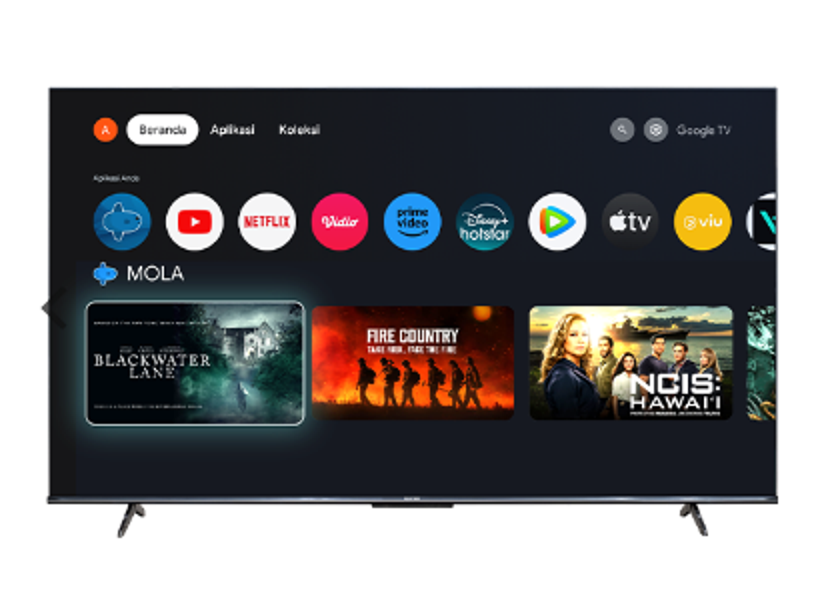 A Beranda Aplikasi Koleksi Google TV
Aplikasi Anda
NETFLIX Vidio prime video Disney+ hotstar tv viu
MOLA
BLACKWATER LANE
FIRE COUNTRY
NCIS: HAWAI'I